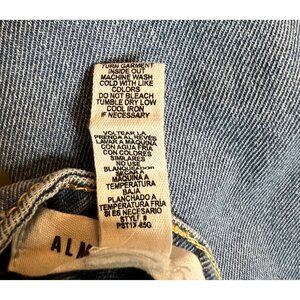 TURN GARMENT
INSIDE OUT
MACHINE WASH
COLD WITH LIKE
COLORS
DO NOT BLEACH
TUMBLE DRY LOW
COOL IRON
IF NECESSARY
VOLTEAR LA
PRENDA AL REVÉS
LAVAR A MAQUINA
CON AGUA FRIA
CON COLORES
SIMILARES
NO USE
BLANQUEADOR
SECAR A
MAQUINA A
TEMPERATURA
BAJA
PLANCHADO A
TEMPERATURA FRÍA
SI ES NECESARIO
STYLE #